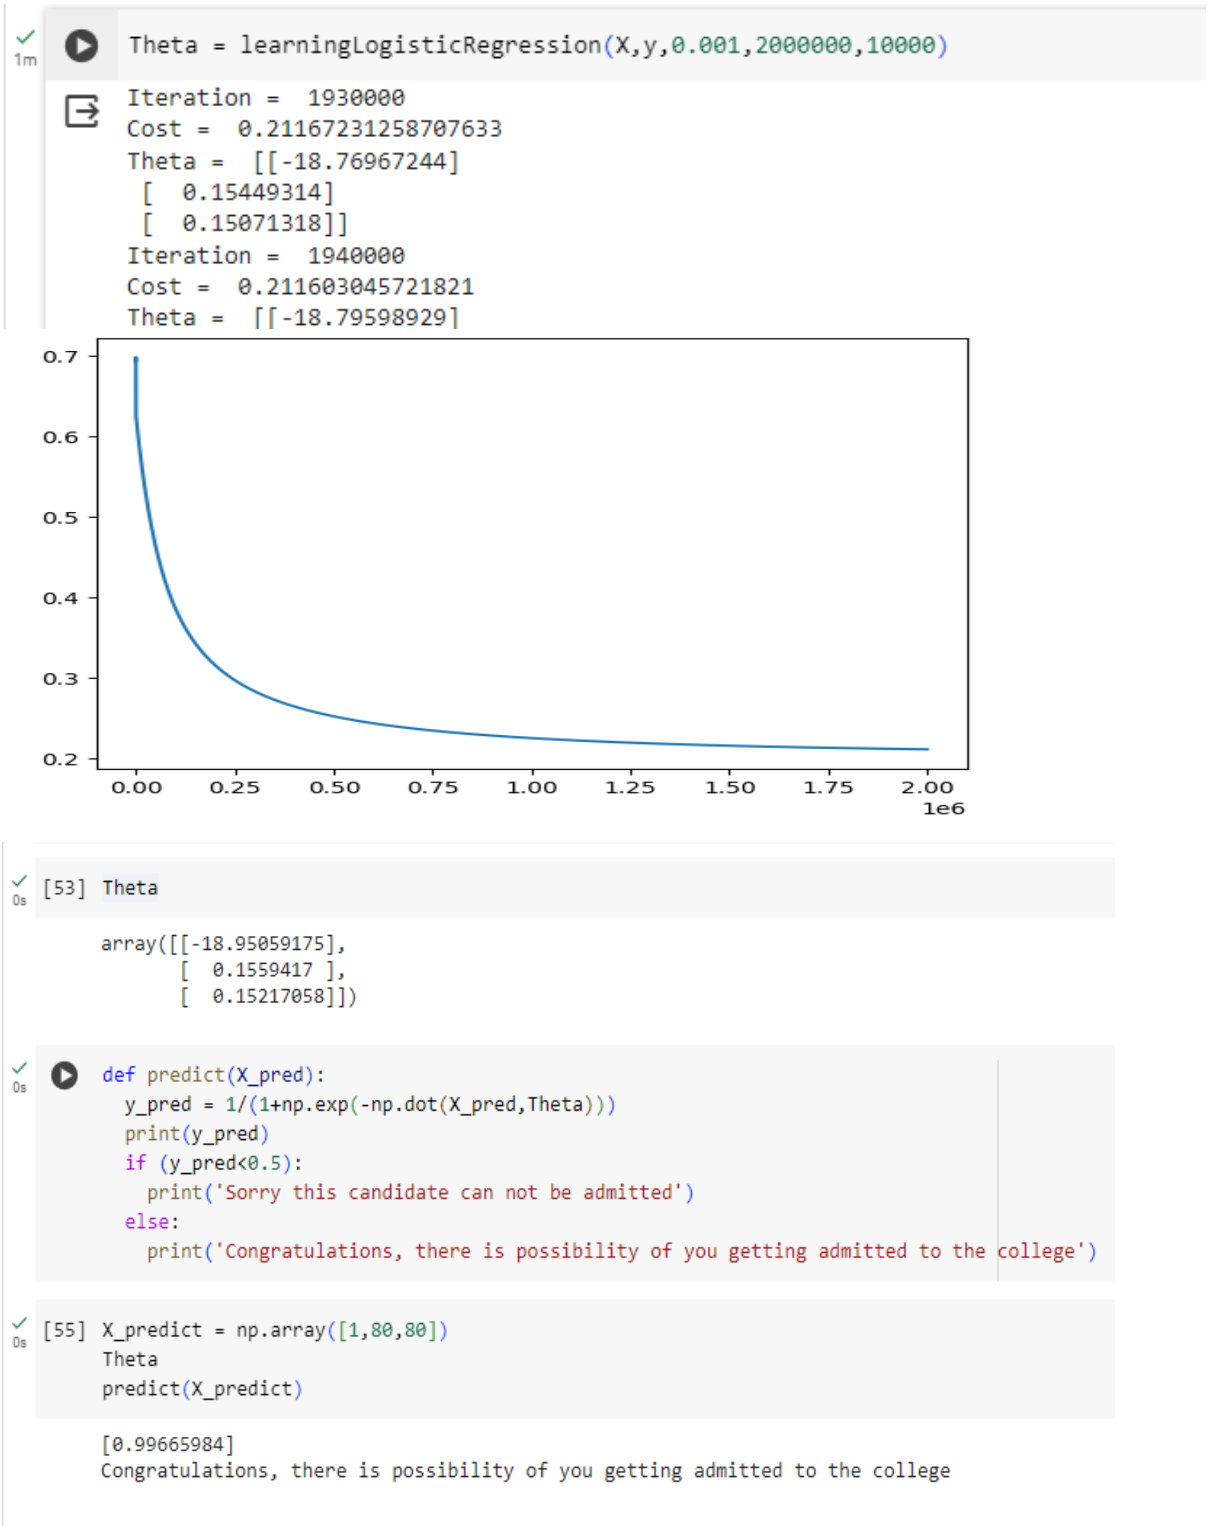 Theta = learningLogisticRegression(X,y,0.001,2000000,10000)
1m
Iteration =  1930000
Cost =  0.21167231258707633
Theta =  [[-18.76967244]
 [  0.15449314]
 [  0.15071318]]
Iteration =  1940000
Cost =  0.211603045721821
Theta =  [[-18.79598929]
0.7
0.6
0.5
0.4
0.3
0.2
0.00 0.25 0.50 0.75 1.00 1.25 1.50 1.75 2.00
1e6
[53] Theta
0s
array([[-18.95059175],
       [  0.1559417 ],
       [  0.15217058]])
def predict(X_pred):
0s
  y_pred = 1/(1+np.exp(-np.dot(X_pred,Theta)))
  print(y_pred)
  if (y_pred<0.5):
    print('Sorry this candidate can not be admitted')
  else:
    print('Congratulations, there is possibility of you getting admitted to the college')
[55] X_predict = np.array([1,80,80])
0s
Theta
predict(X_predict)
[0.99665984]
Congratulations, there is possibility of you getting admitted to the college